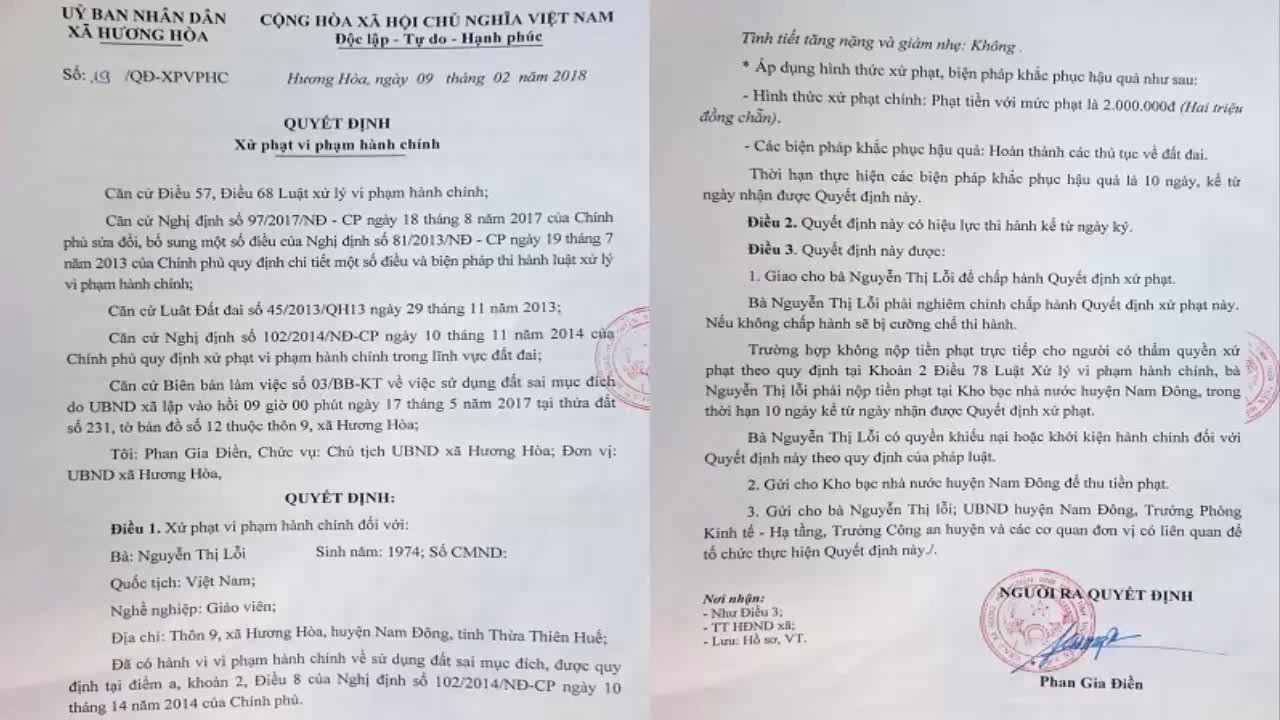 UỶ BAN NHÂN DÂN
XÃ HƯƠNG HÒA
CỘNG HÒA XÃ HỘI CHỦ NGHĨA VIỆT NAM
Độc lập - Tự do - Hạnh phúc
Số: 19 /QĐ-XPVPHC
Hương Hòa, ngày 09 tháng 02 năm 2018
QUYẾT ĐỊNH
Xử phạt vi phạm hành chính
Căn cứ Điều 57, Điều 68 Luật xử lý vi phạm hành chính;
Căn cứ Nghị định số 97/2017/NĐ - CP ngày 18 tháng 8 năm 2017 của Chính
phủ sửa đổi, bổ sung một số điều của Nghị định số 81/2013/NĐ - CP ngày 19 tháng 7
năm 2013 của Chính phủ quy định chi tiết một số điều và biện pháp thi hành luật xử lý
vi phạm hành chính;
Căn cứ Luât Đất đai số 45/2013/QH13 ngày 29 tháng 11 năm 2013;
Căn cứ Nghị định số 102/2014/NĐ-CP ngày 10 tháng 11 năm 2014 của
Chính phủ quy định xử phạt vi phạm hành chính trong lĩnh vực đất đai;
Căn cứ Biên bản làm việc số 03/BB-KT về việc sử dụng đất sai mục đích
do UBND xã lập vào hồi 09 giờ 00 phút ngày 17 tháng 5 năm 2017 tại thửa đất
số 231, tờ bản đồ số 12 thuộc thôn 9, xã Hương Hòa;
Tôi: Phan Gia Điền, Chức vụ: Chủ tịch UBND xã Hương Hòa; Đơn vị:
UBND xã Hương Hòa,
QUYẾT ĐỊNH:
Điều 1. Xử phạt vi phạm hành chính đối với:
Bà: Nguyễn Thị Lỗi Sinh năm: 1974; Số CMND:
Quốc tịch: Việt Nam;
Nghề nghiệp: Giáo viên;
Địa chỉ: Thôn 9, xã Hương Hòa, huyện Nam Đông, tỉnh Thừa Thiên Huế;
Đã có hành vi vi phạm hành chính về sử dụng đất sai mục đích, được quy
định tại điểm a, khoản 2, Điều 8 của Nghị định số 102/2014/NĐ-CP ngày 10
tháng 14 năm 2014 của Chính phủ.
Tình tiết tăng nặng và giảm nhẹ: Không .
* Áp dụng hình thức xử phạt, biện pháp khắc phục hậu quả như sau:
- Hình thức xử phạt chính: Phạt tiền với mức phạt là 2.000.000đ (Hai triệu
đồng chẵn).
- Các biện pháp khắc phục hậu quả: Hoàn thành các thủ tục về đất đai.
Thời hạn thực hiện các biện pháp khắc phục hậu quả là 10 ngày, kể từ
ngày nhận được Quyết định này.
Điều 2. Quyết định này có hiệu lực thi hành kể từ ngày ký.
Điều 3. Quyết định này được:
1. Giao cho bà Nguyễn Thị Lỗi để chấp hành Quyết định xử phạt.
Bà Nguyễn Thị Lỗi phải nghiêm chỉnh chấp hành Quyết định xử phạt này.
Nếu không chấp hành sẽ bị cưỡng chế thi hành.
Trường hợp không nộp tiền phạt trực tiếp cho người có thẩm quyền xử
phạt theo quy định tại Khoản 2 Điều 78 Luật Xử lý vi phạm hành chính, bà
Nguyễn Thị lỗi phải nộp tiền phạt tại Kho bạc nhà nước huyện Nam Đông, trong
thời hạn 10 ngày kể từ ngày nhận được Quyết định xử phạt.
Bà Nguyễn Thị Lỗi có quyền khiếu nại hoặc khởi kiện hành chính đối với
Quyết định này theo quy định của pháp luật.
2. Gửi cho Kho bạc nhà nước huyện Nam Đông để thu tiền phạt.
3. Gửi cho bà Nguyễn Thị lỗi; UBND huyện Nam Đông, Trưởng Phòng
Kinh tế - Hạ tầng, Trưởng Công an huyện và các cơ quan đơn vị có liên quan để
tổ chức thực hiện Quyết định này./.
Nơi nhận:
- Như Điều 3;
- TT HĐND xã;
- Lưu: Hồ sơ, VT.
NGƯỜI RA QUYẾT ĐỊNH
Phan Gia Điền